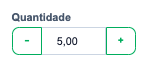 Quantidade
- 5,00 +